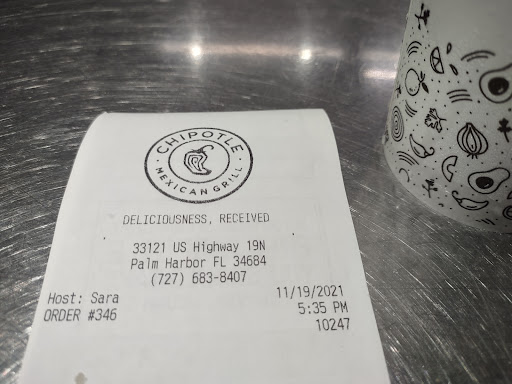 CHIPOTLE
MEXICAN GRILL
DELICIOUSNESS, RECEIVED
33121 US Highway 19N
Palm Harbor FL 34684
(727) 683-8407
Host: Sara 11/19/2021
ORDER #346 5:35 PM
10247